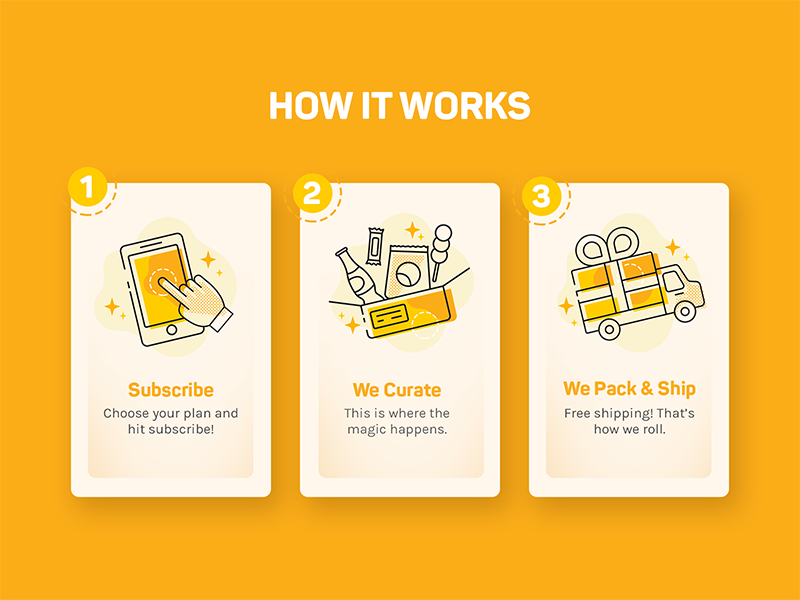 HOW IT WORKS
1
2
3
Subscribe
Choose your plan and
hit subscribe!
We Curate
This is where the
magic happens.
We Pack & Ship
Free shipping! That's
how we roll.